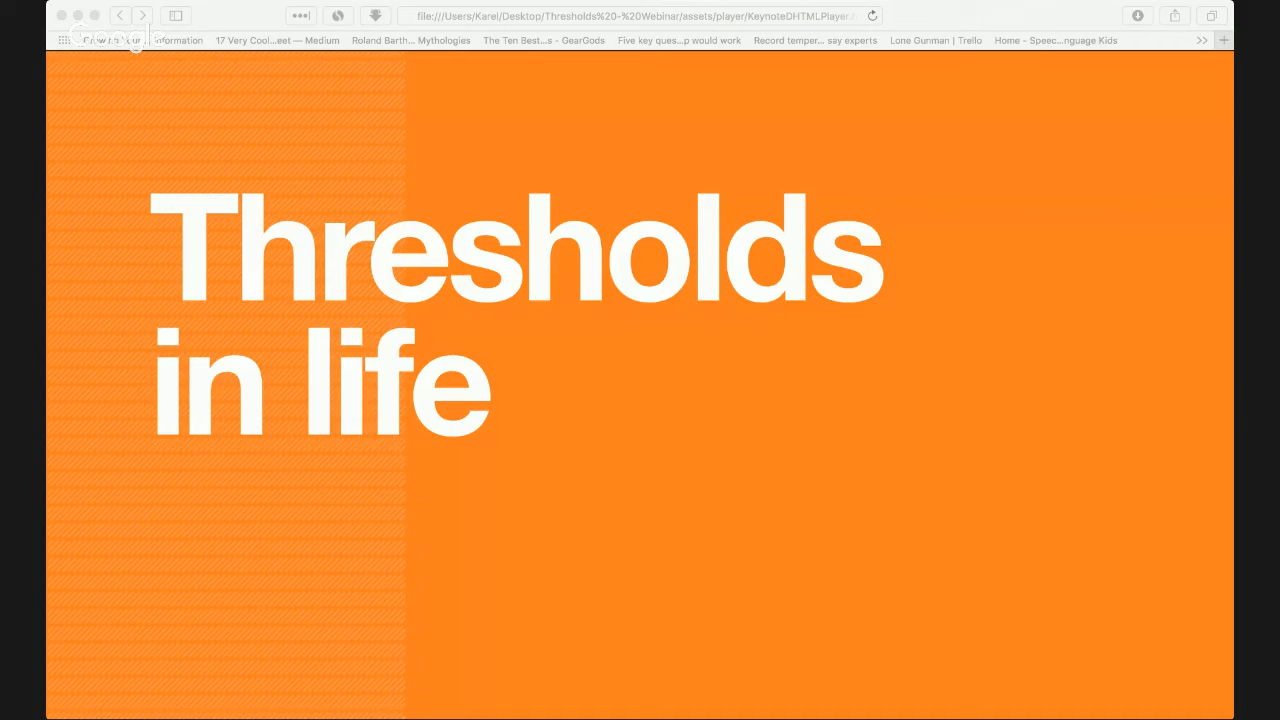 file:///Users/Karel/Desktop/Thresholds%20-%20Webinar/assets/player/KeynoteDHTMLPlayer.
Google
information
17 Very Cool...eet — Medium
Roland Barth... Mythologies
The Ten Best...s - GearGods
Five key ques...p would work
Record temper... say experts
Lone Gunman | Trello
Home - Speec...nguage Kids
Thresholds
in life